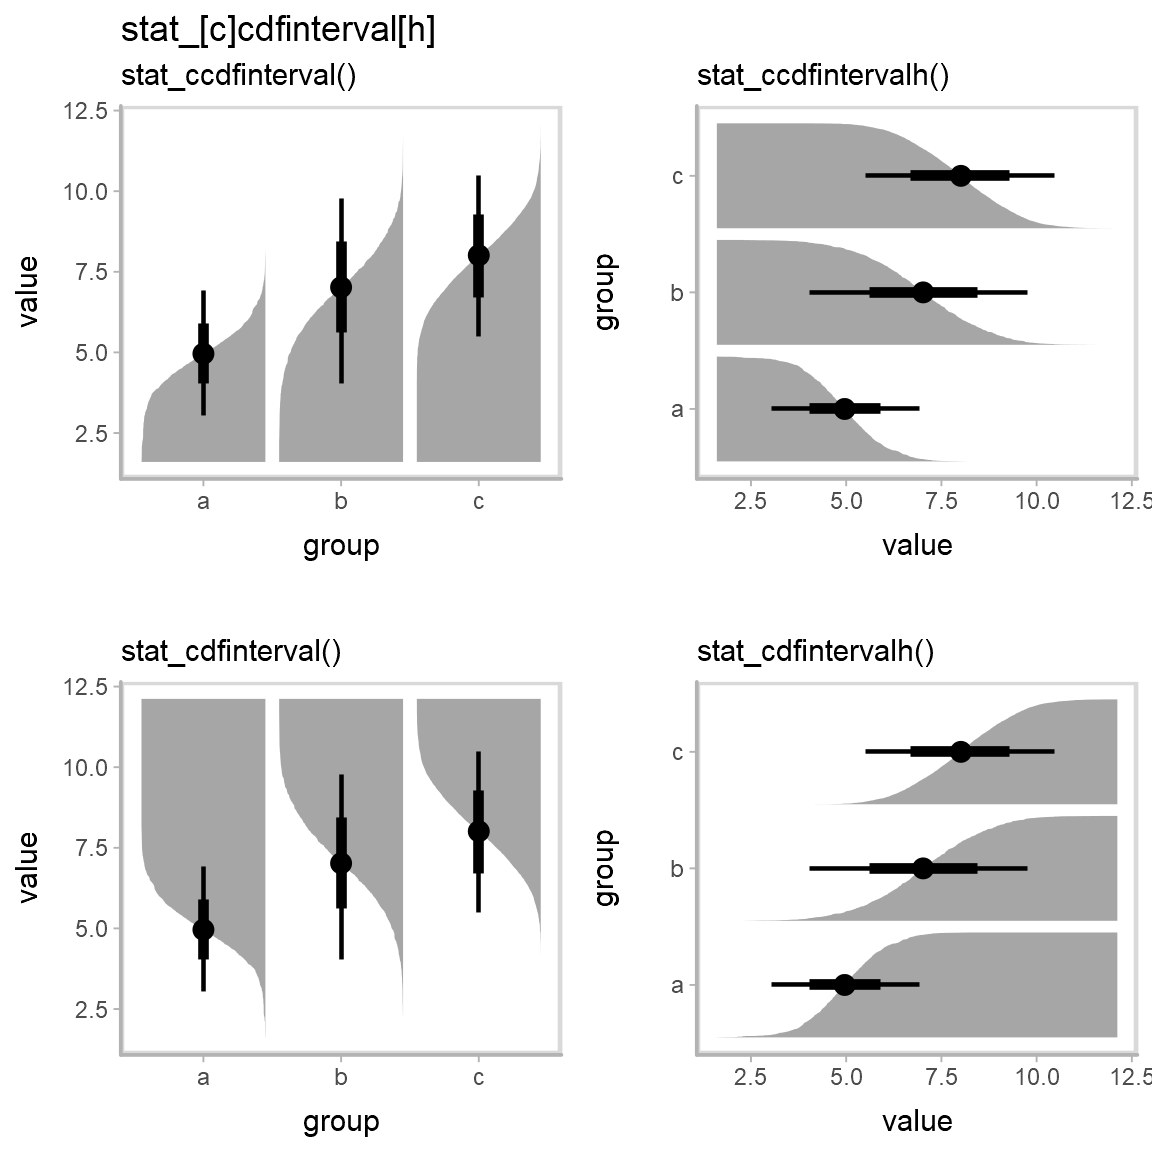 stat_[c]cdfinterval[h]
stat_ccdfinterval()
12.5
10.0
7.5
5.0
2.5
value
a b c
group
stat_ccdfintervalh()
c
b
a
group
2.5 5.0 7.5 10.0 12.5
value
stat_cdfinterval()
12.5
10.0
7.5
5.0
2.5
value
a b c
group
stat_cdfintervalh()
c
b
a
group
2.5 5.0 7.5 10.0 12.5
value